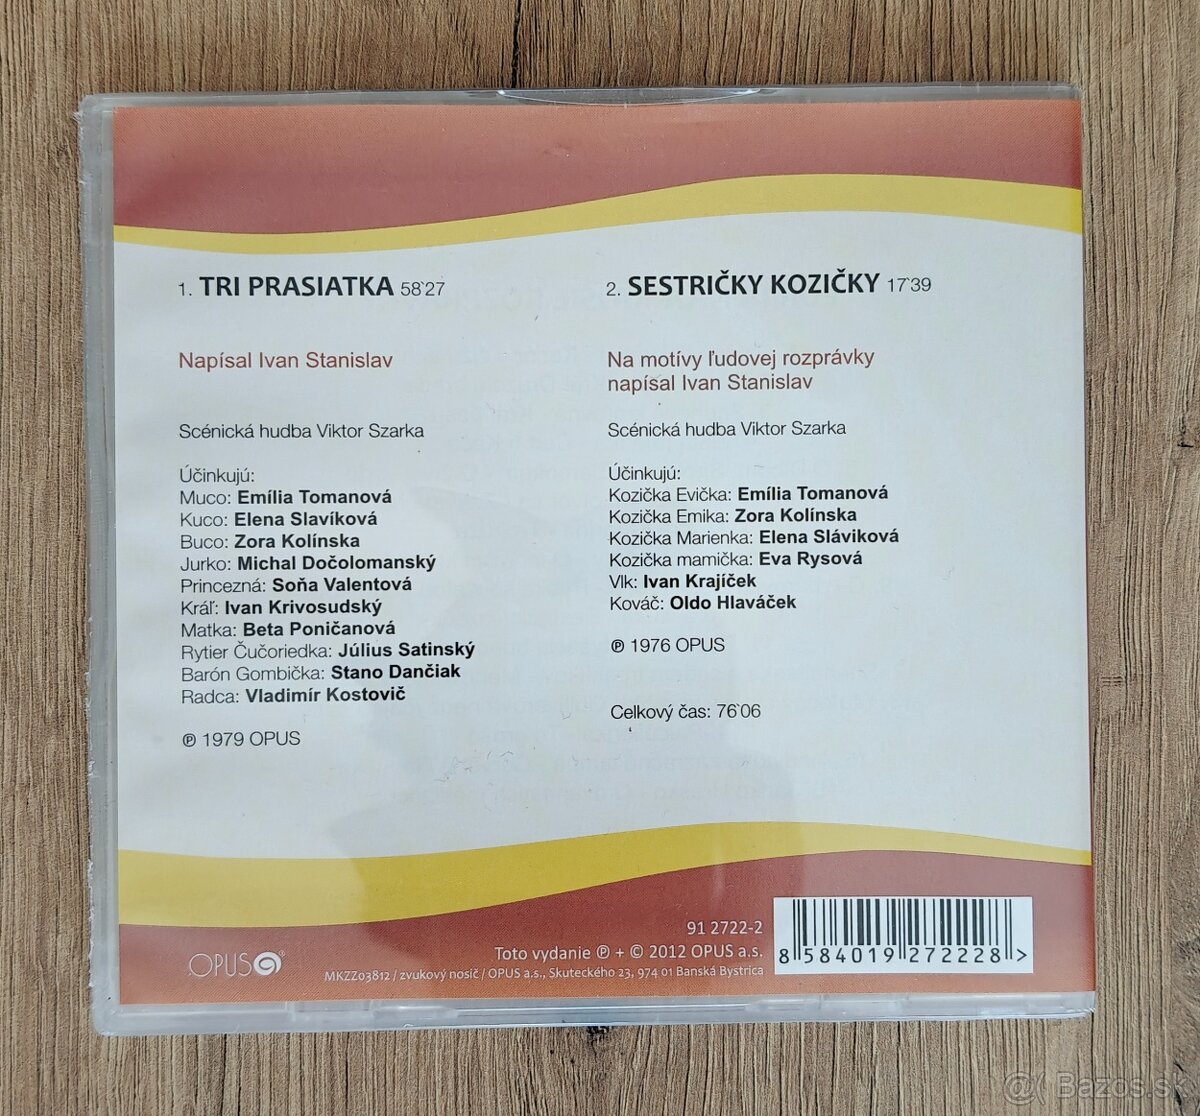 1. TRI PRASIATKA 58`27
Napísal Ivan Stanislav
Scénická hudba Viktor Szarka
Účinkujú:
Muco: Emília Tomanová
Kuco: Elena Slavíková
Buco: Zora Kolínska
Jurko: Michal Dočolomanský
Princezná: Soňa Valentová
Kráľ: Ivan Krivosudský
Matka: Beta Poničanová
Rytier Čučoriedka: Július Satinský
Barón Gombička: Stano Dančiak
Radca: Vladimír Kostovič
℗ 1979 OPUS
2. SESTRIČKY KOZIČKY 17`39
Na motívy ľudovej rozprávky
napísal Ivan Stanislav
Scénická hudba Viktor Szarka
Účinkujú:
Kozička Evička: Emília Tomanová
Kozička Emika: Zora Kolínska
Kozička Marienka: Elena Sláviková
Kozička mamička: Eva Rysová
Vlk: Ivan Krajíček
Kováč: Oldo Hlaváček
℗ 1976 OPUS
Celkový čas: 76`06
OPUS
91 2722-2
Toto vydanie ℗ + © 2012 OPUS a.s.
MKZZ03812 / zvukový nosič / OPUS a.s., Skuteckého 23, 974 01 Banská Bystrica
8 584019 272228 >
Bazos.sk